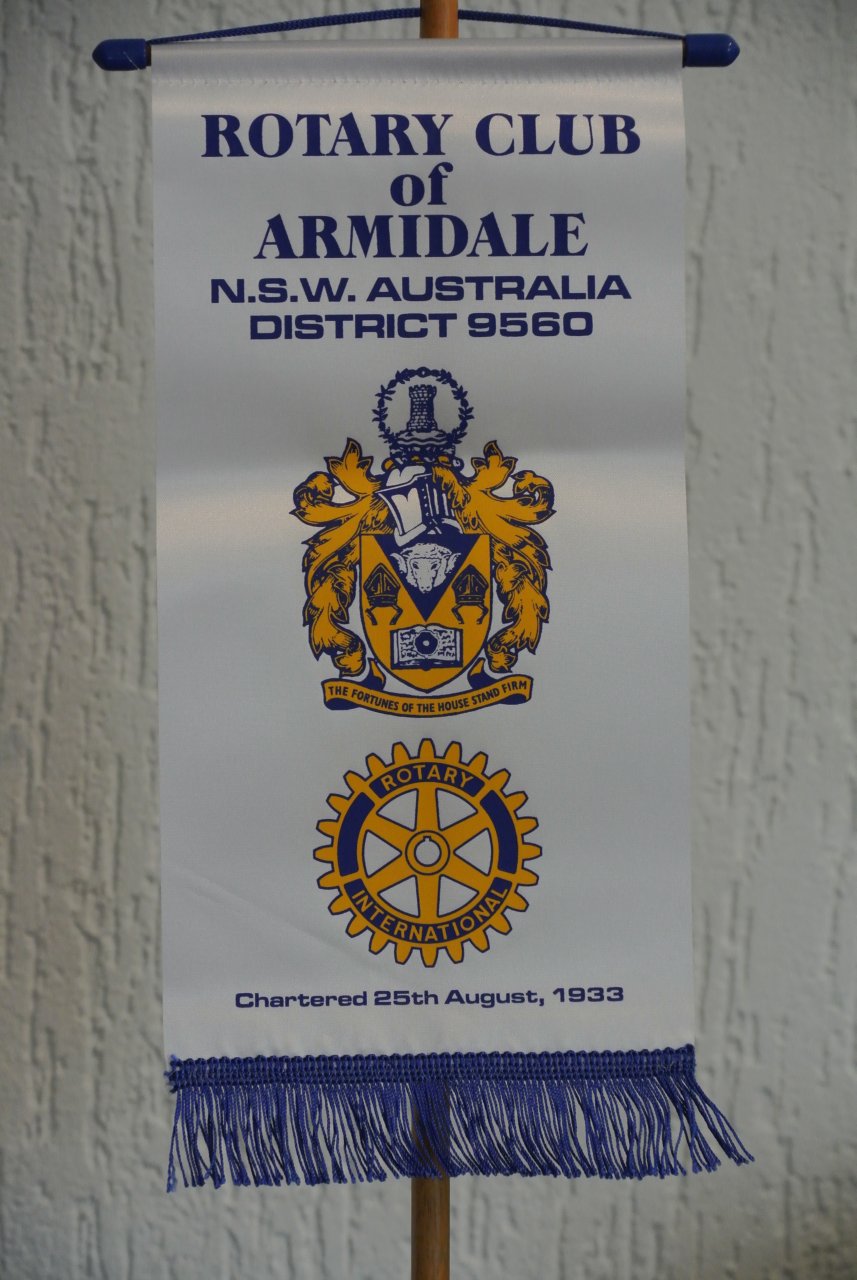 ROTARY CLUB
of
ARMIDALE
N.S.W. AUSTRALIA
DISTRICT 9560
THE FORTUNES OF THE HOUSE STAND FIRM
ROTARY
INTERNATIONAL
Chartered 25th August, 1933